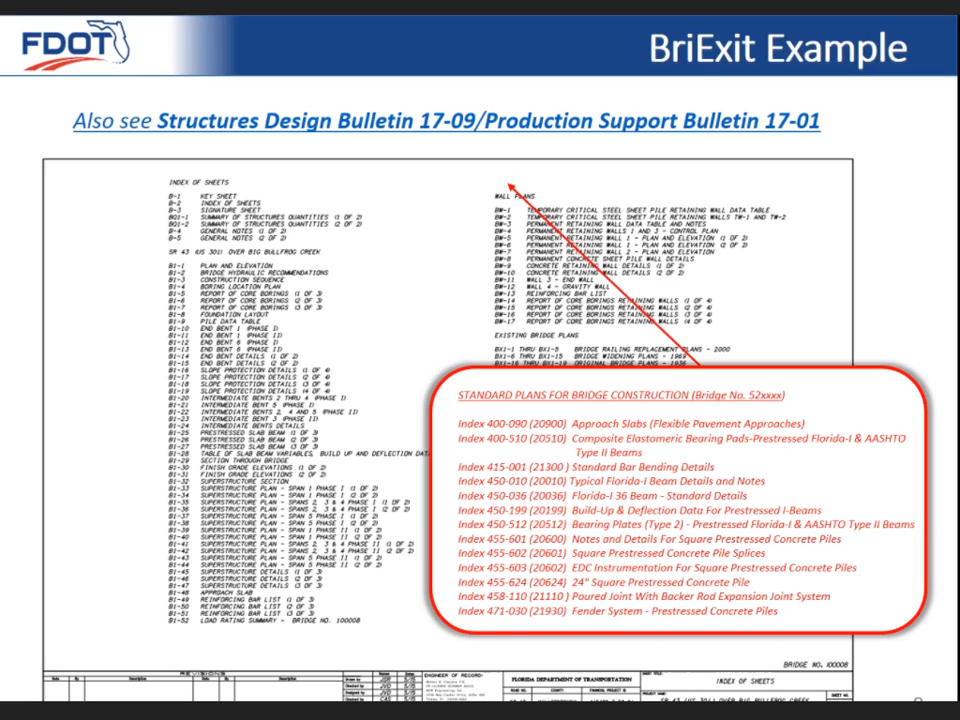 FDOT
BriExit Example
Also see Structures Design Bulletin 17-09/Production Support Bulletin 17-01
INDEX OF SHEETS
B-1 KEY SHEET
B-2 INDEX OF SHEETS
B-3 SIGNATURE SHEET
BQ1-1 SUMMARY OF STRUCTURES QUANTITIES (1 OF 2)
BQ1-2 SUMMARY OF STRUCTURES QUANTITIES (2 OF 2)
B-4 GENERAL NOTES (1 OF 2)
B-5 GENERAL NOTES (2 OF 2)
SR 43 (US 301) OVER BIG BULLFROG CREEK
B1-1 PLAN AND ELEVATION
B1-2 BRIDGE HYDRAULIC RECOMMENDATIONS
B1-3 CONSTRUCTION SEQUENCE
B1-4 BORING LOCATION PLAN
B1-5 REPORT OF CORE BORINGS (1 OF 3)
B1-6 REPORT OF CORE BORINGS (2 OF 3)
B1-7 REPORT OF CORE BORINGS (3 OF 3)
B1-8 FOUNDATION LAYOUT
B1-9 PILE DATA TABLE
B1-10 END BENT 1 (PHASE I)
B1-11 END BENT 1 (PHASE II)
B1-12 END BENT 6 (PHASE I)
B1-13 END BENT 6 (PHASE II)
B1-14 END BENT DETAILS (1 OF 2)
B1-15 END BENT DETAILS (2 OF 2)
B1-16 SLOPE PROTECTION DETAILS (1 OF 4)
B1-17 SLOPE PROTECTION DETAILS (2 OF 4)
B1-18 SLOPE PROTECTION DETAILS (3 OF 4)
B1-19 SLOPE PROTECTION DETAILS (4 OF 4)
B1-20 INTERMEDIATE BENTS 2 THRU 4 (PHASE I)
B1-21 INTERMEDIATE BENT 5 (PHASE I)
B1-22 INTERMEDIATE BENTS 2, 4 AND 5 (PHASE II)
B1-23 INTERMEDIATE BENT 3 (PHASE II)
B1-24 INTERMEDIATE BENTS DETAILS
B1-25 PRESTRESSED SLAB BEAM (1 OF 3)
B1-26 PRESTRESSED SLAB BEAM (2 OF 3)
B1-27 PRESTRESSED SLAB BEAM (3 OF 3)
B1-28 TABLE OF SLAB BEAM VARIABLES, BUILD UP AND DEFLECTION DAT
B1-29 SECTION THROUGH BRIDGE
B1-30 FINISH GRADE ELEVATIONS (1 OF 2)
B1-31 FINISH GRADE ELEVATIONS (2 OF 2)
B1-32 SUPERSTRUCTURE SECTION
B1-33 SUPERSTRUCTURE PLAN - SPAN 1 PHASE I (1 OF 2)
B1-34 SUPERSTRUCTURE PLAN - SPAN 1 PHASE I (2 OF 2)
B1-35 SUPERSTRUCTURE PLAN - SPANS 2, 3 & 4 PHASE I (1 OF 2)
B1-36 SUPERSTRUCTURE PLAN - SPANS 2, 3 & 4 PHASE I (2 OF 2)
B1-37 SUPERSTRUCTURE PLAN - SPAN 5 PHASE I (1 OF 2)
B1-38 SUPERSTRUCTURE PLAN - SPAN 5 PHASE I (2 OF 2)
B1-39 SUPERSTRUCTURE PLAN - SPAN 1 PHASE II (1 OF 2)
B1-40 SUPERSTRUCTURE PLAN - SPAN 1 PHASE II (2 OF 2)
B1-41 SUPERSTRUCTURE PLAN - SPANS 2, 3 & 4 PHASE II (1 OF 2)
B1-42 SUPERSTRUCTURE PLAN - SPANS 2, 3 & 4 PHASE II (2 OF 2)
B1-43 SUPERSTRUCTURE PLAN - SPAN 5 PHASE II (1 OF 2)
B1-44 SUPERSTRUCTURE PLAN - SPAN 5 PHASE II (2 OF 2)
B1-45 SUPERSTRUCTURE DETAILS (1 OF 3)
B1-46 SUPERSTRUCTURE DETAILS (2 OF 3)
B1-47 SUPERSTRUCTURE DETAILS (3 OF 3)
B1-48 APPROACH SLAB
B1-49 REINFORCING BAR LIST (1 OF 3)
B1-50 REINFORCING BAR LIST (2 OF 3)
B1-51 REINFORCING BAR LIST (3 OF 3)
B1-52 LOAD RATING SUMMARY - BRIDGE NO. 100008
WALL PLANS
BW-1 TEMPORARY CRITICAL STEEL SHEET PILE RETAINING WALL DATA TABLE
BW-2 TEMPORARY CRITICAL STEEL SHEET PILE RETAINING WALLS TW-1 AND TW-2
BW-3 PERMANENT RETAINING WALL DATA TABLE AND NOTES
BW-4 PERMANENT RETAINING WALLS 1 AND 3 - CONTROL PLAN
BW-5 PERMANENT RETAINING WALL 1 - PLAN AND ELEVATION (1 OF 2)
BW-6 PERMANENT RETAINING WALL 1 - PLAN AND ELEVATION (2 OF 2)
BW-7 PERMANENT RETAINING WALL 2 - PLAN AND ELEVATION
BW-8 PERMANENT CONCRETE SHEET PILE WALL DETAILS
BW-9 CONCRETE RETAINING WALL DETAILS (1 OF 2)
BW-10 CONCRETE RETAINING WALL DETAILS (2 OF 2)
BW-11 WALL 3 - END WALL
BW-12 WALL 4 - GRAVITY WALL
BW-13 REINFORCING BAR LIST
BW-14 REPORT OF CORE BORINGS RETAINING WALLS (1 OF 4)
BW-15 REPORT OF CORE BORINGS RETAINING WALLS (2 OF 4)
BW-16 REPORT OF CORE BORINGS RETAINING WALLS (3 OF 4)
BW-17 REPORT OF CORE BORINGS RETAINING WALLS (4 OF 4)
EXISTING BRIDGE PLANS
BX1-1 THRU BX1-5 BRIDGE RAILING REPLACEMENT PLANS - 2000
BX1-6 THRU BX1-15 BRIDGE WIDENING PLANS - 1969
BX1-16 THRU BX1-19 ORIGINAL BRIDGE PLANS - 1936
STANDARD PLANS FOR BRIDGE CONSTRUCTION (Bridge No. 52xxxx)
Index 400-090 (20900) Approach Slabs (Flexible Pavement Approaches)
Index 400-510 (20510) Composite Elastomeric Bearing Pads-Prestressed Florida-I & AASHTO
Type II Beams
Index 415-001 (21300 ) Standard Bar Bending Details
Index 450-010 (20010) Typical Florida-I Beam Details and Notes
Index 450-036 (20036) Florida-I 36 Beam - Standard Details
Index 450-199 (20199) Build-Up & Deflection Data For Prestressed I-Beams
Index 450-512 (20512) Bearing Plates (Type 2) - Prestressed Florida-I & AASHTO Type II Beams
Index 455-601 (20600) Notes and Details For Square Prestressed Concrete Piles
Index 455-602 (20601) Square Prestressed Concrete Pile Splices
Index 455-603 (20602) EDC Instrumentation For Square Prestressed Concrete Piles
Index 455-624 (20624) 24" Square Prestressed Concrete Pile
Index 458-110 (21110 ) Poured Joint With Backer Rod Expansion Joint System
Index 471-030 (21930) Fender System - Prestressed Concrete Piles
BRIDGE NO. 100008
REVISIONS
ENGINEER OF RECORD:
FLORIDA DEPARTMENT OF TRANSPORTATION
INDEX OF SHEETS